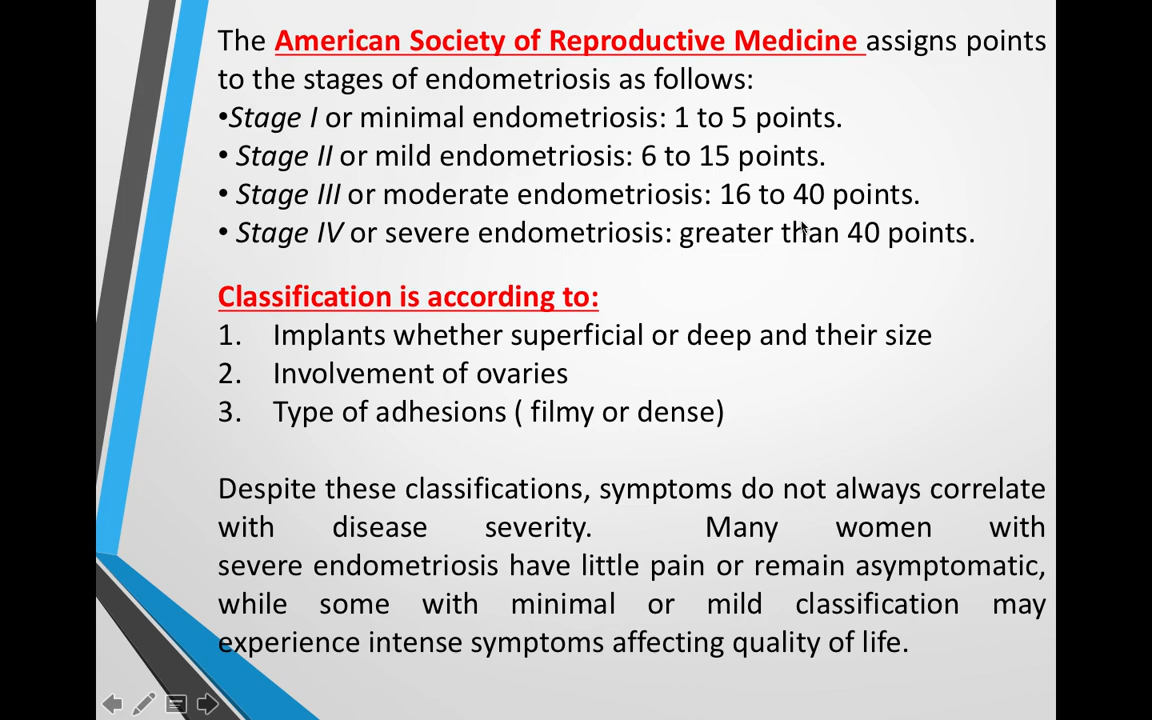 The American Society of Reproductive Medicine assigns points
to the stages of endometriosis as follows:
•Stage I or minimal endometriosis: 1 to 5 points.
• Stage II or mild endometriosis: 6 to 15 points.
• Stage III or moderate endometriosis: 16 to 40 points.
• Stage IV or severe endometriosis: greater than 40 points.
Classification is according to:
1. Implants whether superficial or deep and their size
2. Involvement of ovaries
3. Type of adhesions ( filmy or dense)
Despite these classifications, symptoms do not always correlate
with disease severity. Many women with
severe endometriosis have little pain or remain asymptomatic,
while some with minimal or mild classification may
experience intense symptoms affecting quality of life.